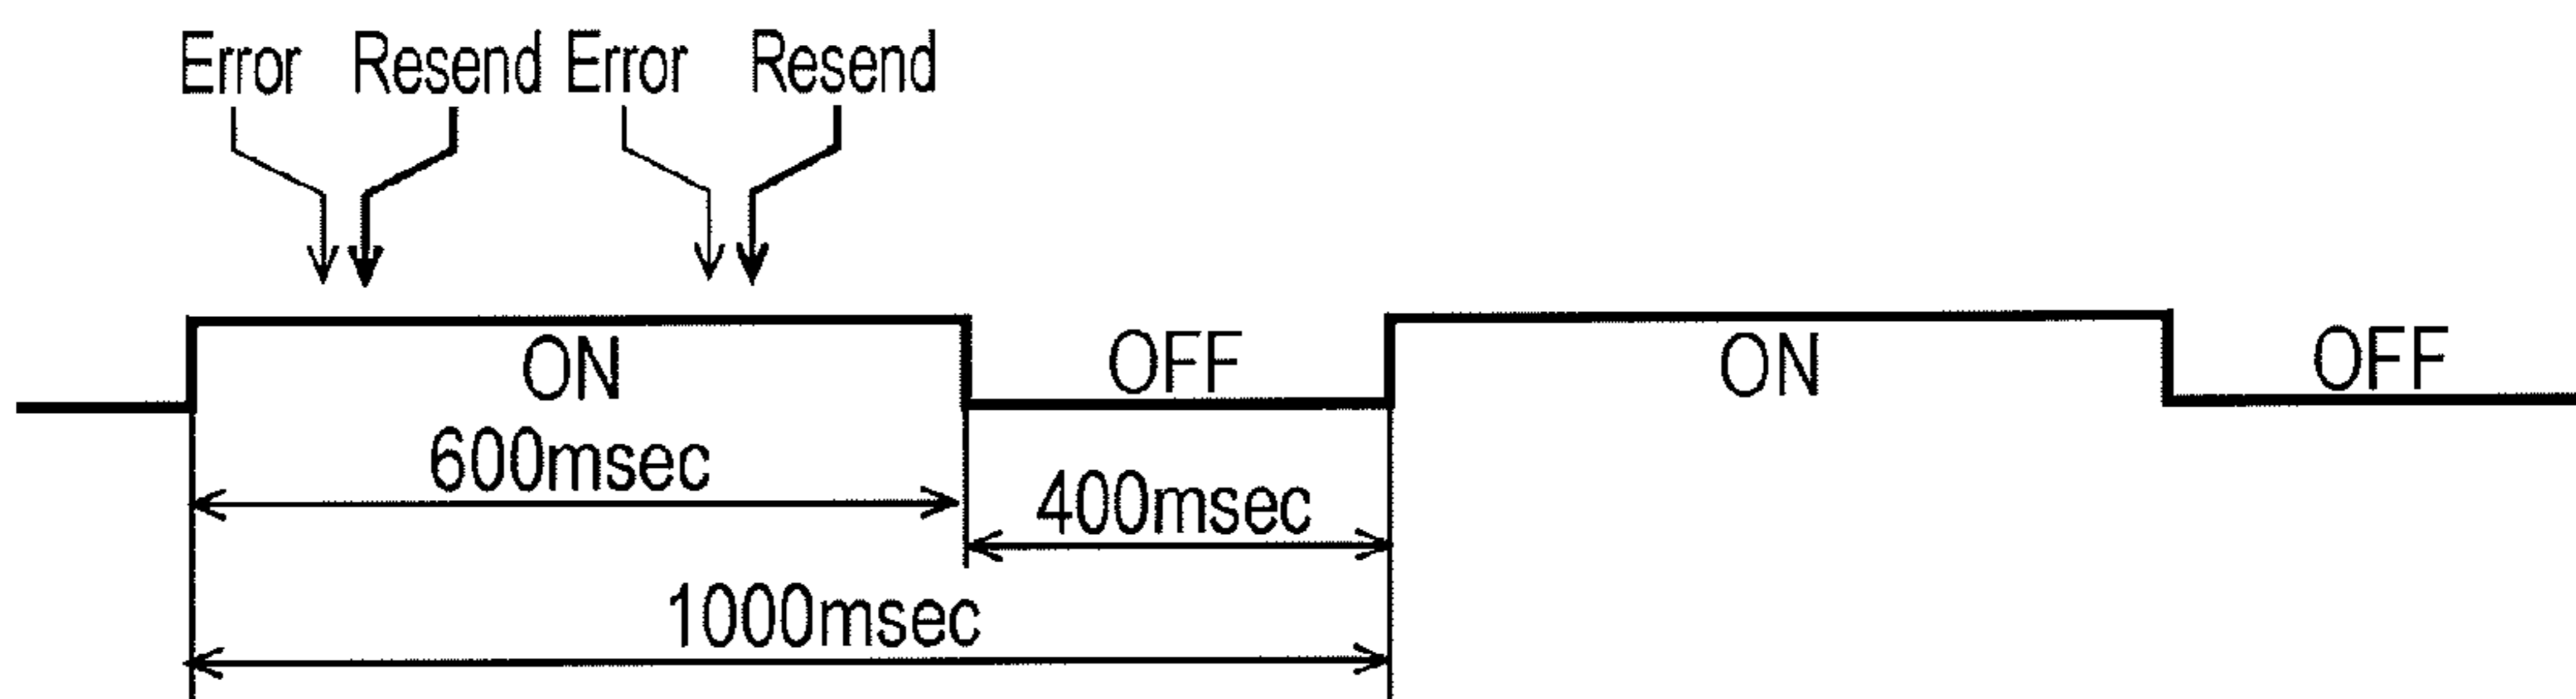 Error Resend Error Resend
ON OFF ON OFF
600msec
400msec
1000msec